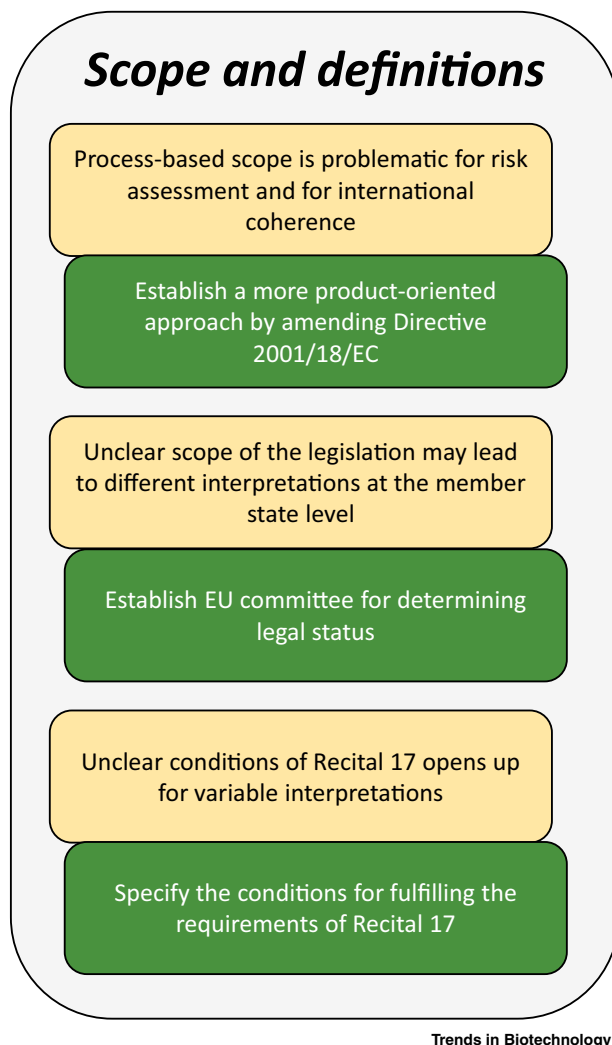 Scope and definitions
Process-based scope is problematic for risk
assessment and for international
coherence
Establish a more product-oriented
approach by amending Directive
2001/18/EC
Unclear scope of the legislation may lead
to different interpretations at the member
state level
Establish EU committee for determining
legal status
Unclear conditions of Recital 17 opens up
for variable interpretations
Specify the conditions for fulfilling the
requirements of Recital 17
Trends in Biotechnology